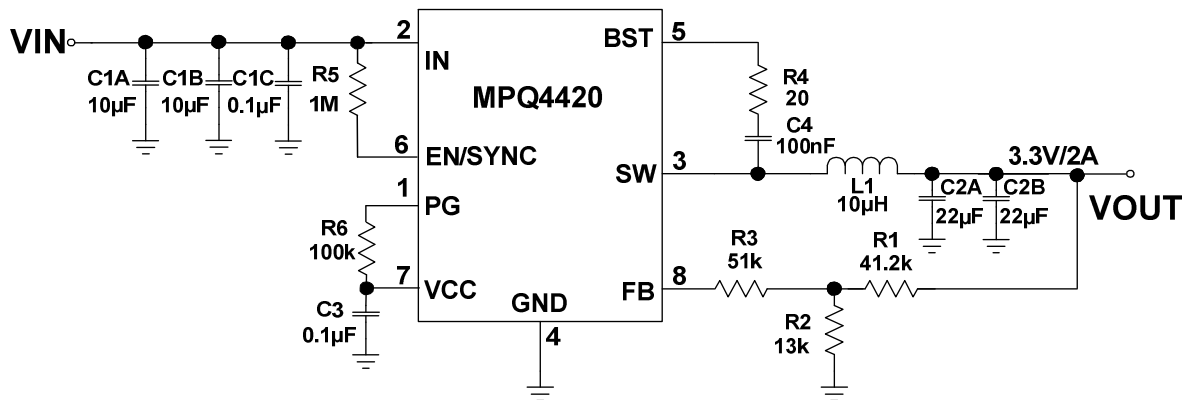 VIN
2
IN
C1A
10µF
C1B
10µF
C1C
0.1µF
R5
1M
6
EN/SYNC
1
PG
R6
100k
7
VCC
C3
0.1µF
MPQ4420
GND
4
BST
5
R4
20
C4
100nF
SW
3
L1
10µH
3.3V/2A
C2A
22µF
C2B
22µF
VOUT
FB
8
R3
51k
R1
41.2k
R2
13k